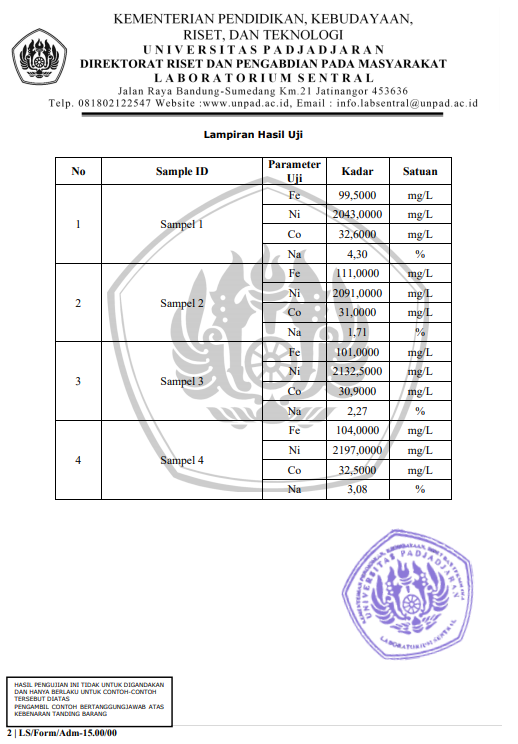 KEMENTERIAN PENDIDIKAN, KEBUDAYAAN,
RISET, DAN TEKNOLOGI
UNIVERSITAS PADJADJARAN
DIREKTORAT RISET DAN PENGABDIAN PADA MASYARAKAT
LABORATORIUM SENTRAL
Jalan Raya Bandung-Sumedang Km.21 Jatinangor 453636
Telp. 081802122547 Website :www.unpad.ac.id, Email : info.labsentral@unpad.ac.id
Lampiran Hasil Uji
No Sample ID Parameter Uji Kadar Satuan
1 Sampel 1 Fe 99,5000 mg/L
Ni 2043,0000 mg/L
Co 32,6000 mg/L
Na 4,30 %
2 Sampel 2 Fe 111,0000 mg/L
Ni 2091,0000 mg/L
Co 31,0000 mg/L
Na 1,71 %
3 Sampel 3 Fe 101,0000 mg/L
Ni 2132,5000 mg/L
Co 30,9000 mg/L
Na 2,27 %
4 Sampel 4 Fe 104,0000 mg/L
Ni 2197,0000 mg/L
Co 32,5000 mg/L
Na 3,08 %
UNIVERSITAS PADJADJARAN
LABORATORIUM SENTRAL
HASIL PENGUJIAN INI TIDAK UNTUK DIGANDAKAN
DAN HANYA BERLAKU UNTUK CONTOH-CONTOH
TERSEBUT DIATAS
PENGAMBIL CONTOH BERTANGGUNGJAWAB ATAS
KEBENARAN TANDING BARANG
2 | LS/Form/Adm-15.00/00